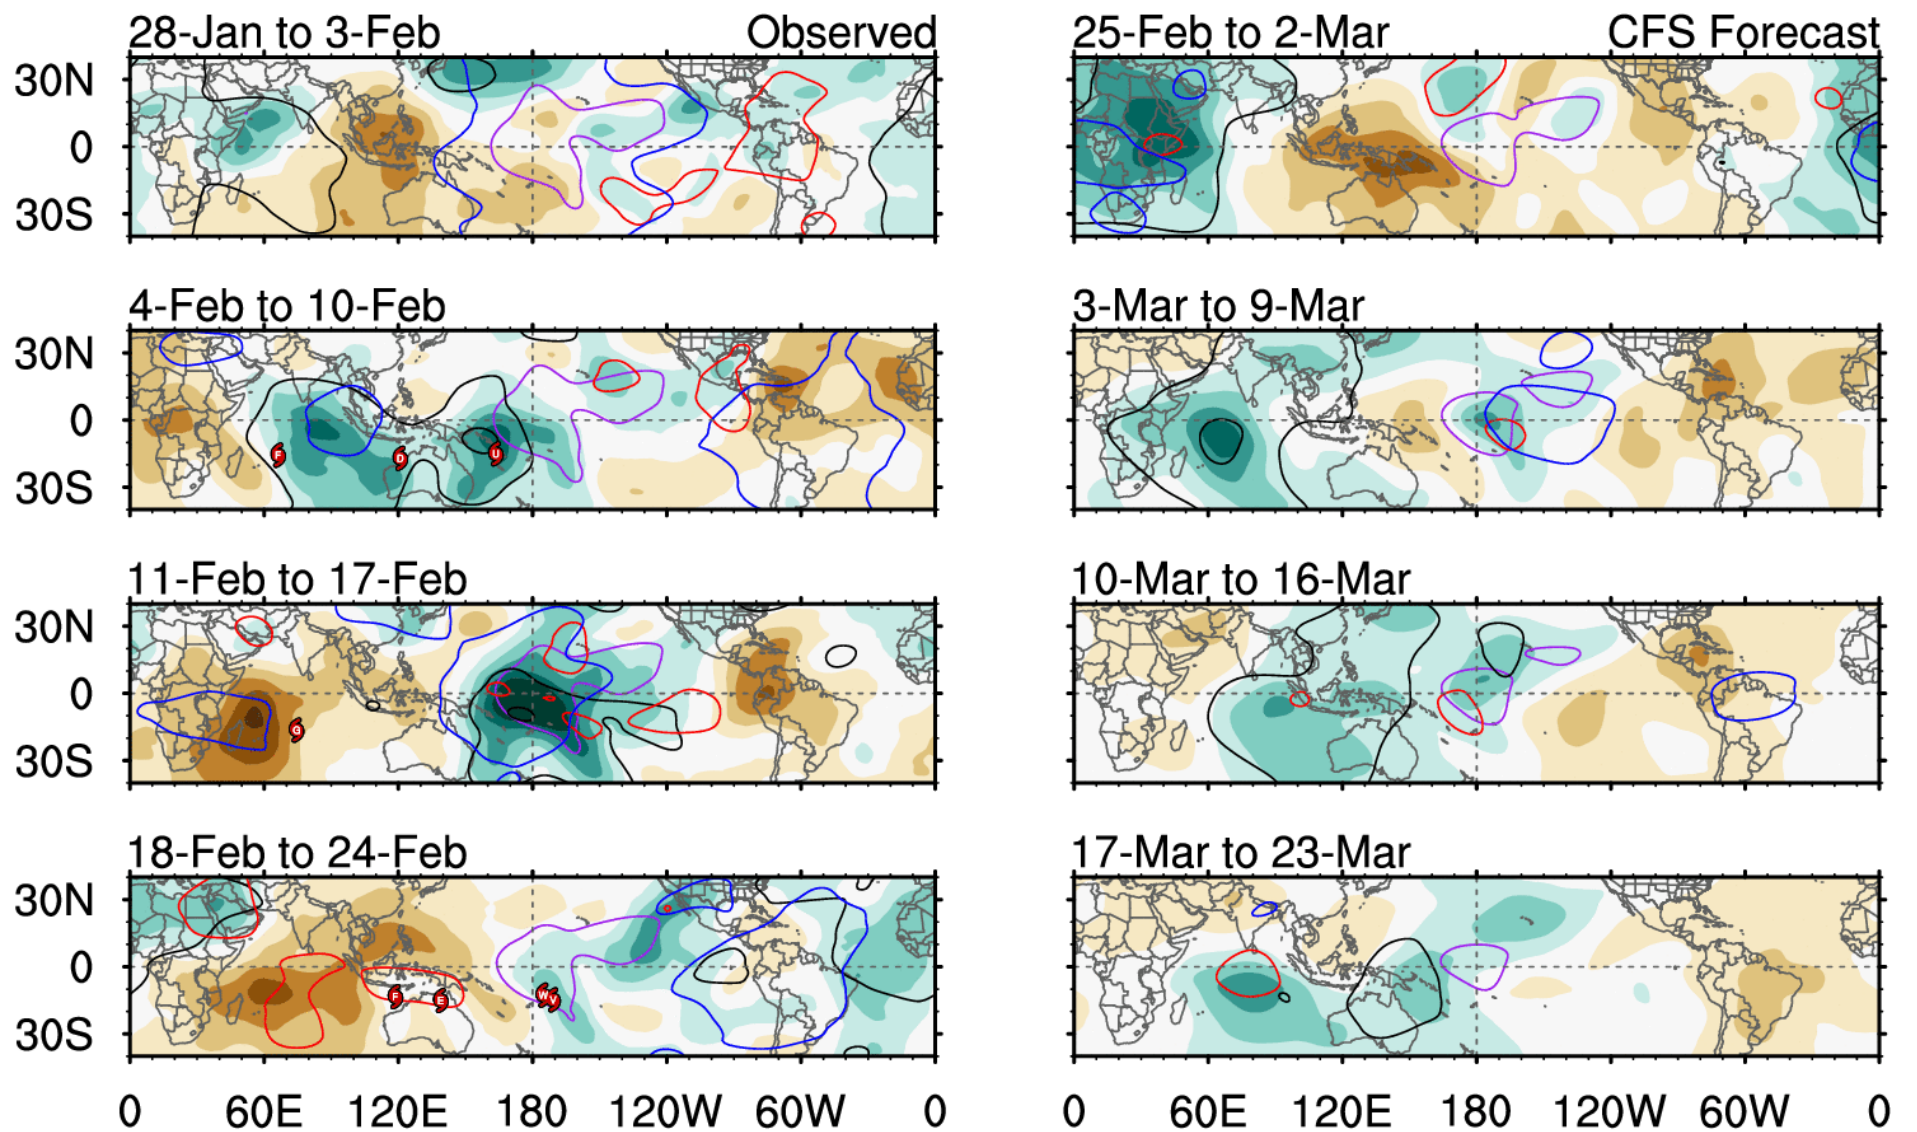 28-Jan to 3-Feb Observed
30N
0
30S
4-Feb to 10-Feb
30N
0
30S
F D U
11-Feb to 17-Feb
30N
0
30S
G
18-Feb to 24-Feb
30N
0
30S
F E W V
0 60E 120E 180 120W 60W 0
25-Feb to 2-Mar CFS Forecast
3-Mar to 9-Mar
10-Mar to 16-Mar
17-Mar to 23-Mar
0 60E 120E 180 120W 60W 0